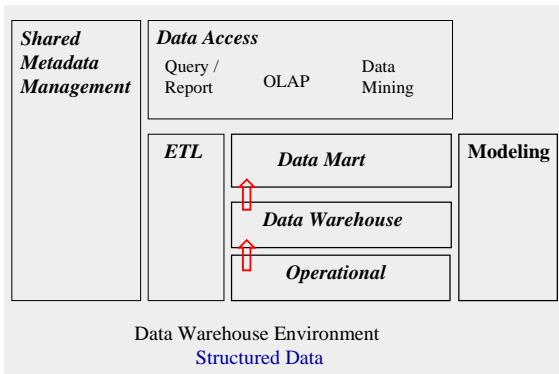 Shared
Metadata
Management
Data Access
Query /
Report
OLAP
Data
Mining
ETL
Data Mart
Data Warehouse
Operational
Modeling
Data Warehouse Environment
Structured Data